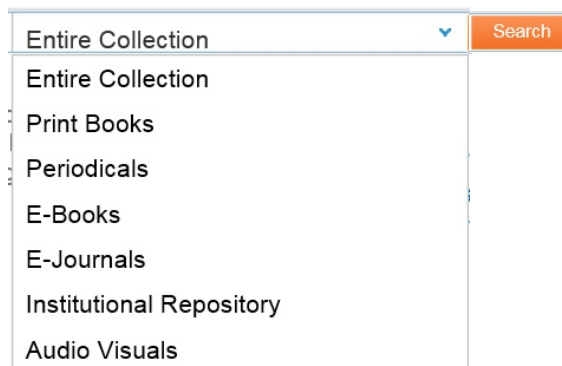 Entire Collection Search
Entire Collection
Print Books
Periodicals
E-Books
E-Journals
Institutional Repository
Audio Visuals